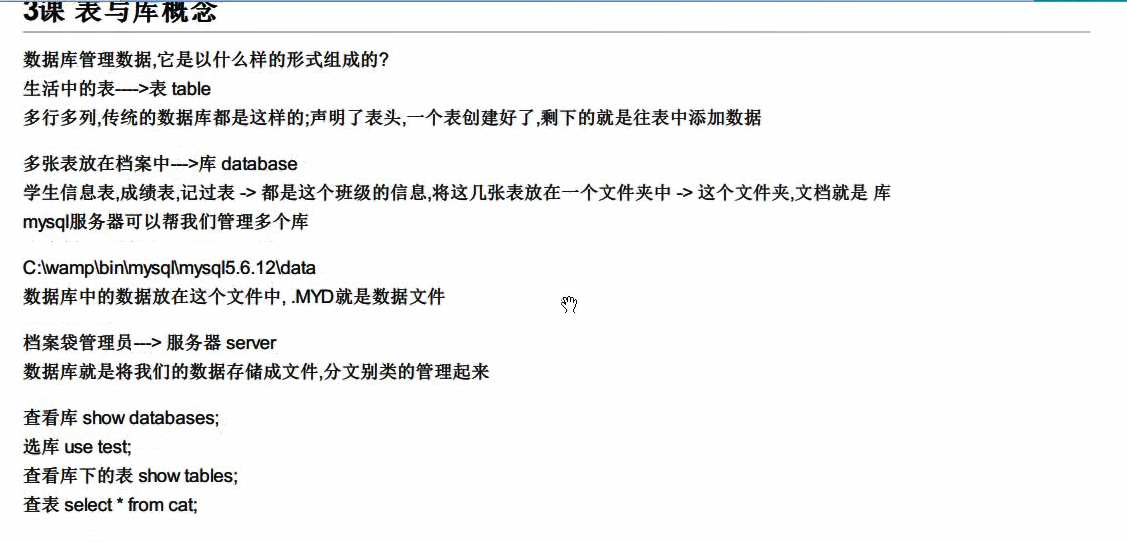 3课 表与库概念
数据库管理数据,它是以什么样的形式组成的?
生活中的表---->表 table
多行多列,传统的数据库都是这样的;声明了表头,一个表创建好了,剩下的就是往表中添加数据
多张表放在档案中--->库 database
学生信息表,成绩表,记过表 -> 都是这个班级的信息,将这几张表放在一个文件夹中 -> 这个文件夹,文档就是 库
mysql服务器可以帮我们管理多个库
C:\wamp\bin\mysql\mysql5.6.12\data
数据库中的数据放在这个文件中, .MYD就是数据文件
档案袋管理员---> 服务器 server
数据库就是将我们的数据存储成文件,分文别类的管理起来
查看库 show databases;
选库 use test;
查看库下的表 show tables;
查表 select * from cat;